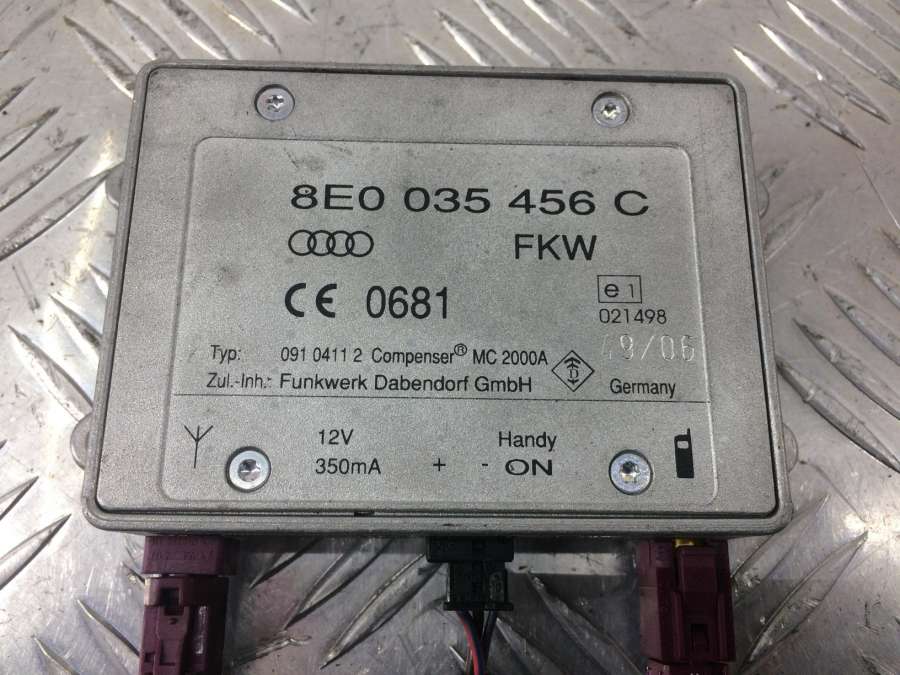 8E0 035 456 C
FKW
CE 0681
e 1
021498
49/06
Typ: 091 0411 2 Compenser® MC 2000A
D
Zul.-Inh.: Funkwerk Dabendorf GmbH
Germany
12V
350mA + -
Handy
ON